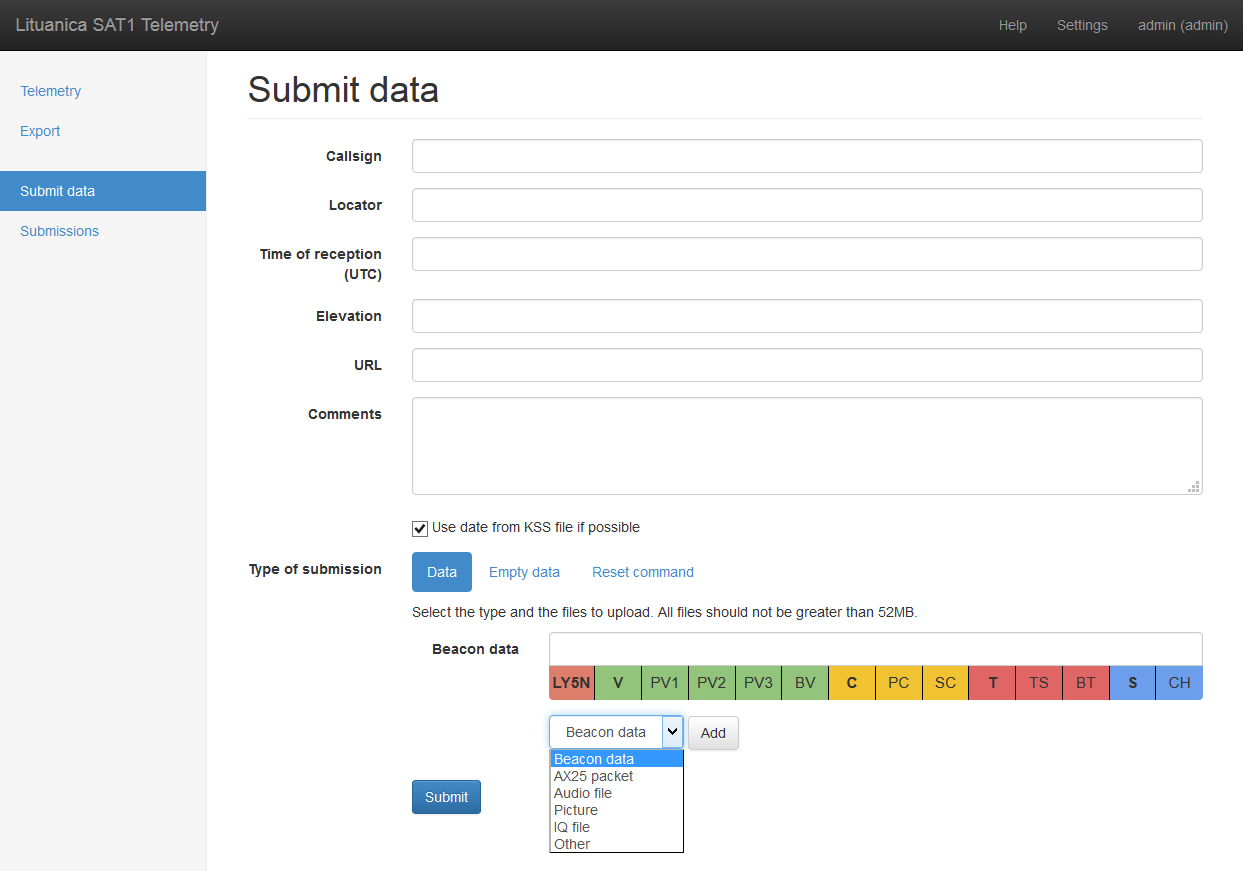 Lituanica SAT1 Telemetry Help Settings admin (admin)
Telemetry
Export
Submit data
Submissions
Submit data
Callsign
Locator
Time of reception
(UTC)
Elevation
URL
Comments
Use date from KSS file if possible
Type of submission Data Empty data Reset command
Select the type and the files to upload. All files should not be greater than 52MB.
Beacon data
LY5N V PV1 PV2 PV3 BV C PC SC T TS BT S CH
Beacon data Add
Beacon data
AX25 packet
Audio file
Picture
IQ file
Other
Submit